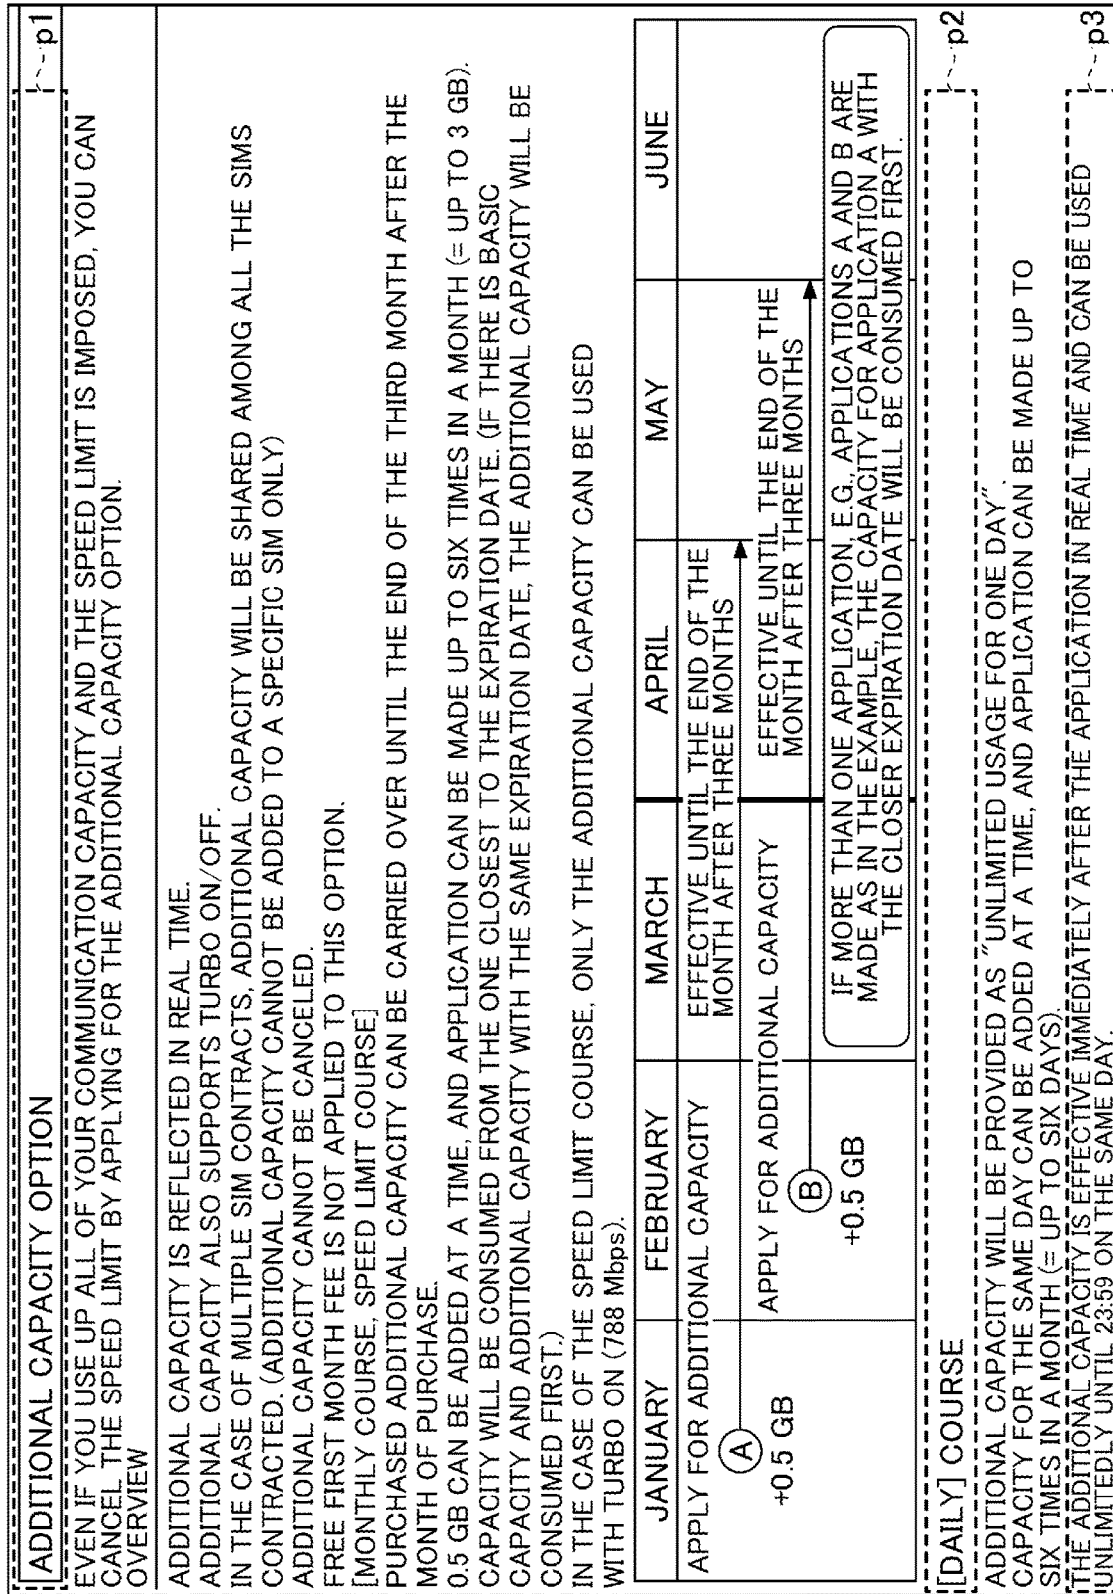 ADDITIONAL CAPACITY OPTION
p1
EVEN IF YOU USE UP ALL OF YOUR COMMUNICATION CAPACITY AND THE SPEED LIMIT IS IMPOSED, YOU CAN
CANCEL THE SPEED LIMIT BY APPLYING FOR THE ADDITIONAL CAPACITY OPTION.
OVERVIEW
ADDITIONAL CAPACITY IS REFLECTED IN REAL TIME.
ADDITIONAL CAPACITY ALSO SUPPORTS TURBO ON/OFF.
IN THE CASE OF MULTIPLE SIM CONTRACTS, ADDITIONAL CAPACITY WILL BE SHARED AMONG ALL THE SIMS
CONTRACTED. (ADDITIONAL CAPACITY CANNOT BE ADDED TO A SPECIFIC SIM ONLY)
ADDITIONAL CAPACITY CANNOT BE CANCELED.
FREE FIRST MONTH FEE IS NOT APPLIED TO THIS OPTION.
[MONTHLY COURSE, SPEED LIMIT COURSE]
PURCHASED ADDITIONAL CAPACITY CAN BE CARRIED OVER UNTIL THE END OF THE THIRD MONTH AFTER THE
MONTH OF PURCHASE.
0.5 GB CAN BE ADDED AT A TIME, AND APPLICATION CAN BE MADE UP TO SIX TIMES IN A MONTH (= UP TO 3 GB).
CAPACITY WILL BE CONSUMED FROM THE ONE CLOSEST TO THE EXPIRATION DATE. (IF THERE IS BASIC
CAPACITY AND ADDITIONAL CAPACITY WITH THE SAME EXPIRATION DATE, THE ADDITIONAL CAPACITY WILL BE
CONSUMED FIRST.)
IN THE CASE OF THE SPEED LIMIT COURSE, ONLY THE ADDITIONAL CAPACITY CAN BE USED
WITH TURBO ON (788 Mbps).
JANUARY FEBRUARY MARCH APRIL MAY JUNE
APPLY FOR ADDITIONAL CAPACITY
A
+0.5 GB
EFFECTIVE UNTIL THE END OF THE
MONTH AFTER THREE MONTHS
APPLY FOR ADDITIONAL CAPACITY
B
+0.5 GB
EFFECTIVE UNTIL THE END OF THE
MONTH AFTER THREE MONTHS
IF MORE THAN ONE APPLICATION, E.G., APPLICATIONS A AND B ARE
MADE AS IN THE EXAMPLE, THE CAPACITY FOR APPLICATION A WITH
THE CLOSER EXPIRATION DATE WILL BE CONSUMED FIRST.
[DAILY] COURSE
p2
ADDITIONAL CAPACITY WILL BE PROVIDED AS "UNLIMITED USAGE FOR ONE DAY".
CAPACITY FOR THE SAME DAY CAN BE ADDED AT A TIME, AND APPLICATION CAN BE MADE UP TO
SIX TIMES IN A MONTH (= UP TO SIX DAYS).
p3
THE ADDITIONAL CAPACITY IS EFFECTIVE IMMEDIATELY AFTER THE APPLICATION IN REAL TIME AND CAN BE USED
UNLIMITEDLY UNTIL 23:59 ON THE SAME DAY.